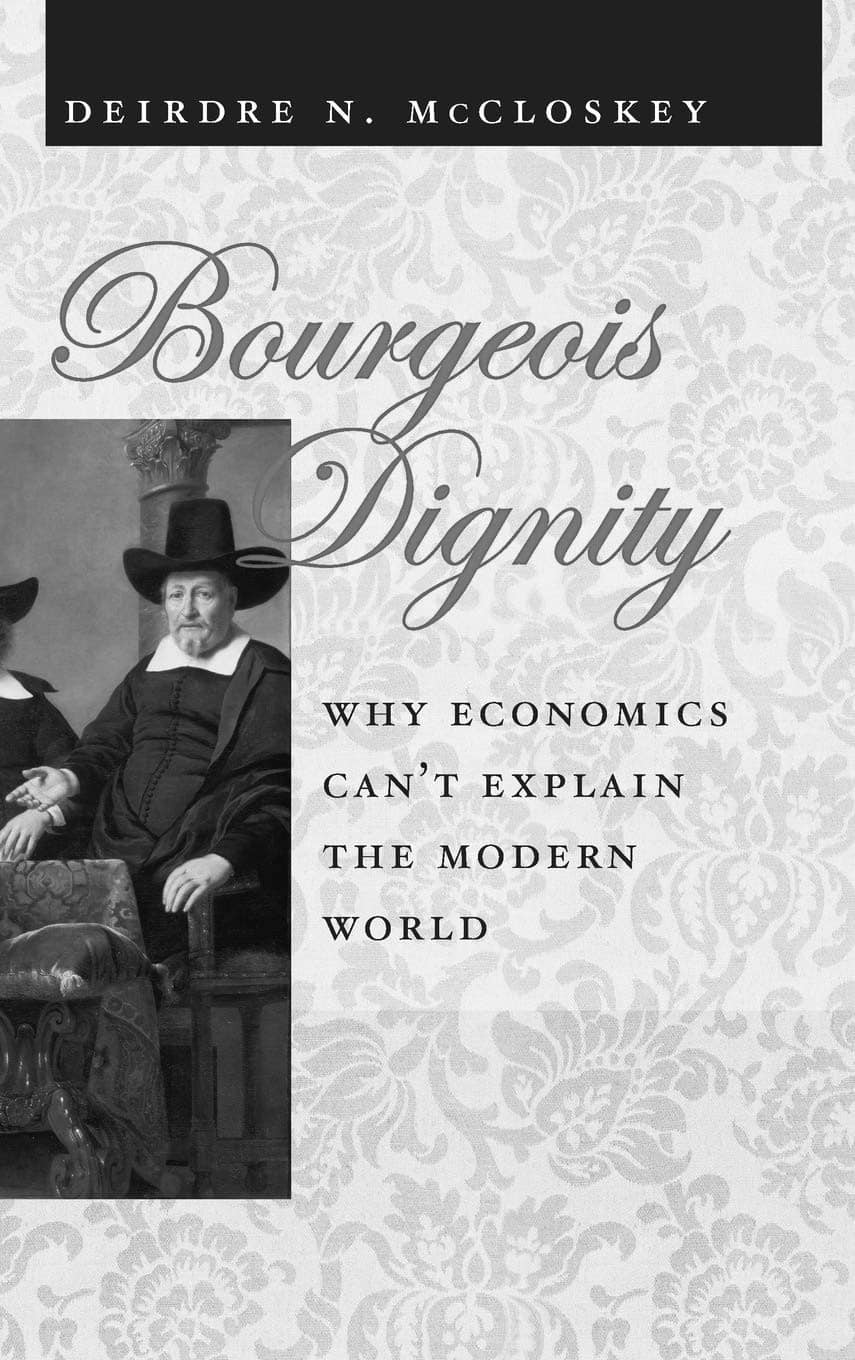 DEIRDRE N. McCLOSKEY
Bourgeois
Dignity
WHY ECONOMICS
CAN'T EXPLAIN
THE MODERN
WORLD